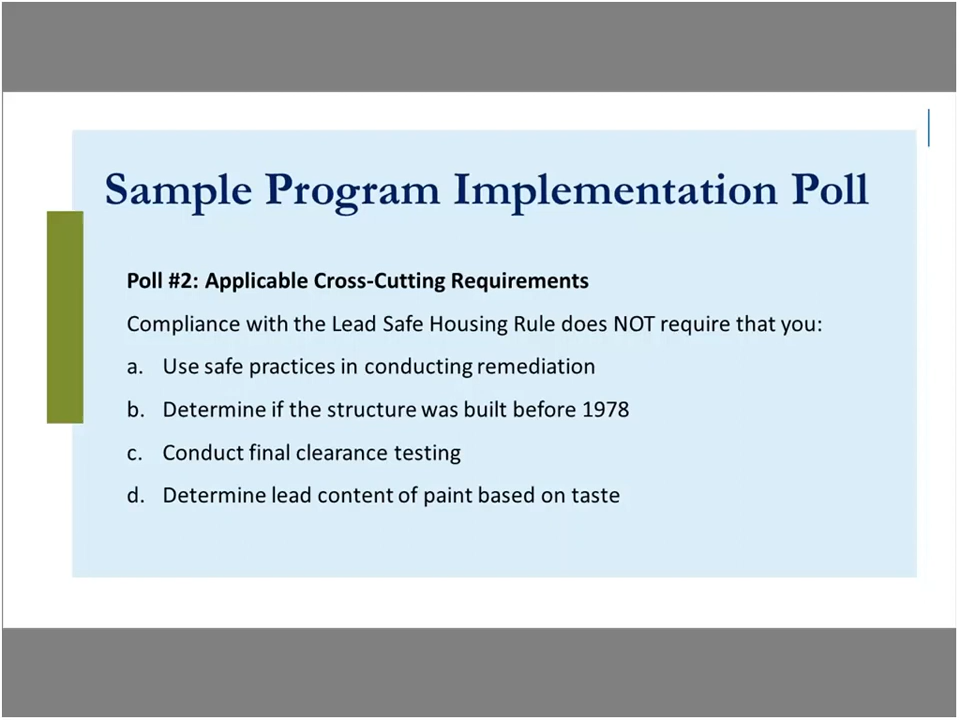 Sample Program Implementation Poll
Poll #2: Applicable Cross-Cutting Requirements
Compliance with the Lead Safe Housing Rule does NOT require that you:
a. Use safe practices in conducting remediation
b. Determine if the structure was built before 1978
c. Conduct final clearance testing
d. Determine lead content of paint based on taste